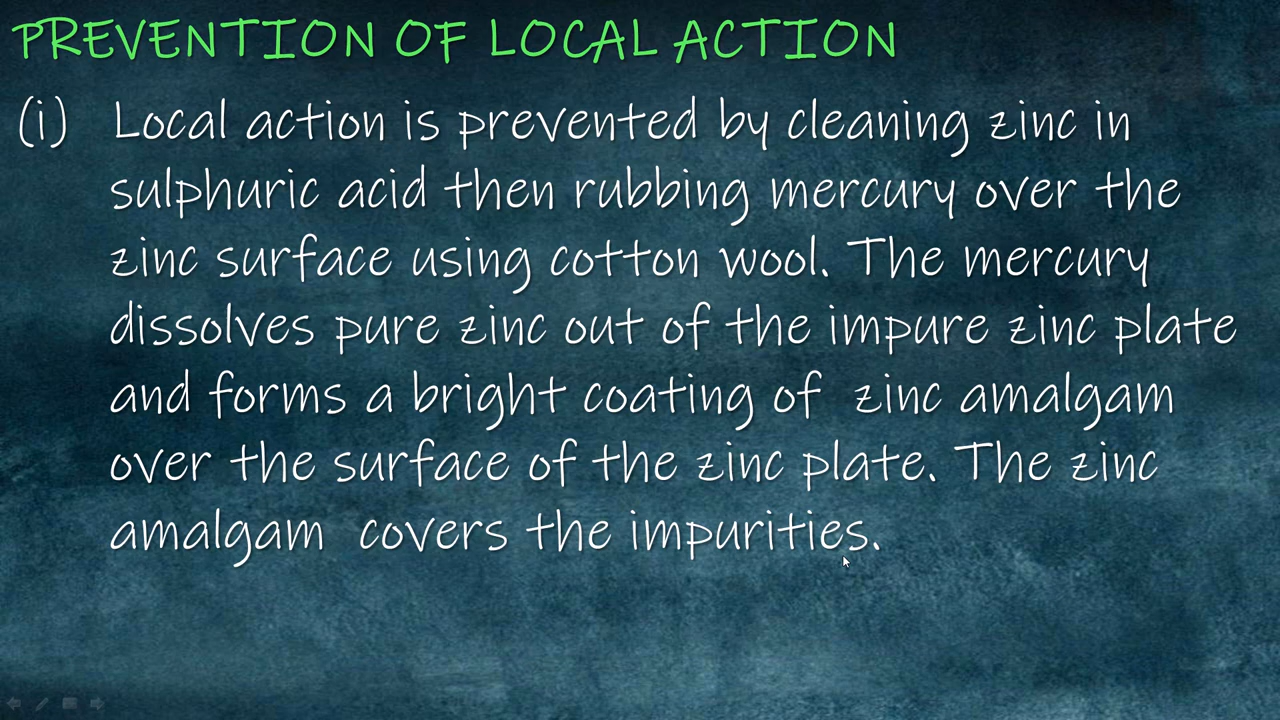 PREVENTION OF LOCAL ACTION
(i) Local action is prevented by cleaning zinc in
sulphuric acid then rubbing mercury over the
zinc surface using cotton wool. The mercury
dissolves pure zinc out of the impure zinc plate
and forms a bright coating of zinc amalgam
over the surface of the zinc plate. The zinc
amalgam covers the impurities.